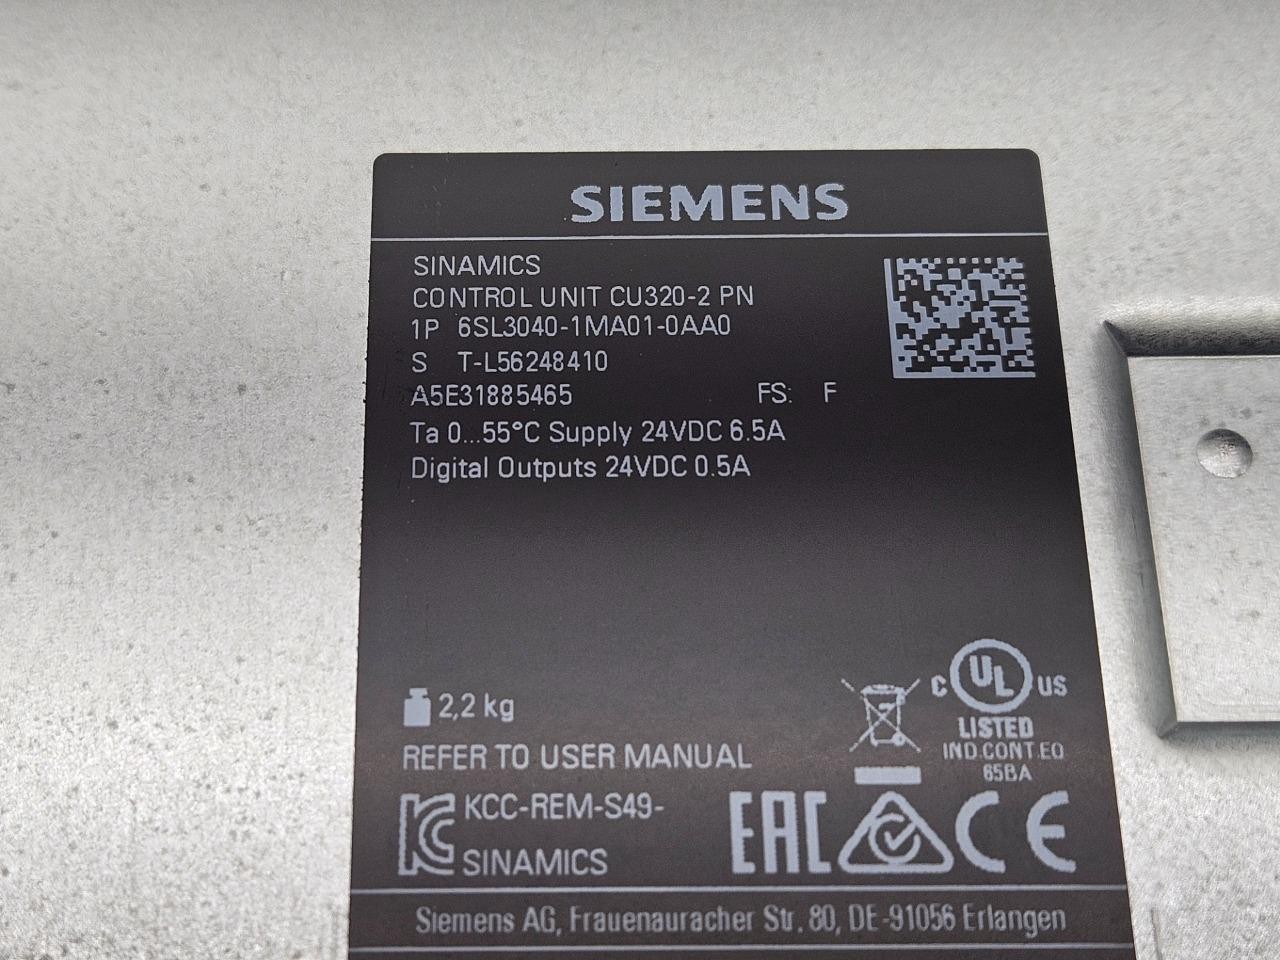 SIEMENS
SINAMICS
CONTROL UNIT CU320-2 PN
1P 6SL3040-1MA01-0AA0
S T-L56248410
A5E31885465 FS: F
Ta 0...55°C Supply 24VDC 6.5A
Digital Outputs 24VDC 0.5A
2,2 kg
C UL US
LISTED
IND.CONT.EQ
65BA
REFER TO USER MANUAL
KCC-REM-S49-
SINAMICS
EAC CE
Siemens AG, Frauenauracher Str. 80, DE-91056 Erlangen